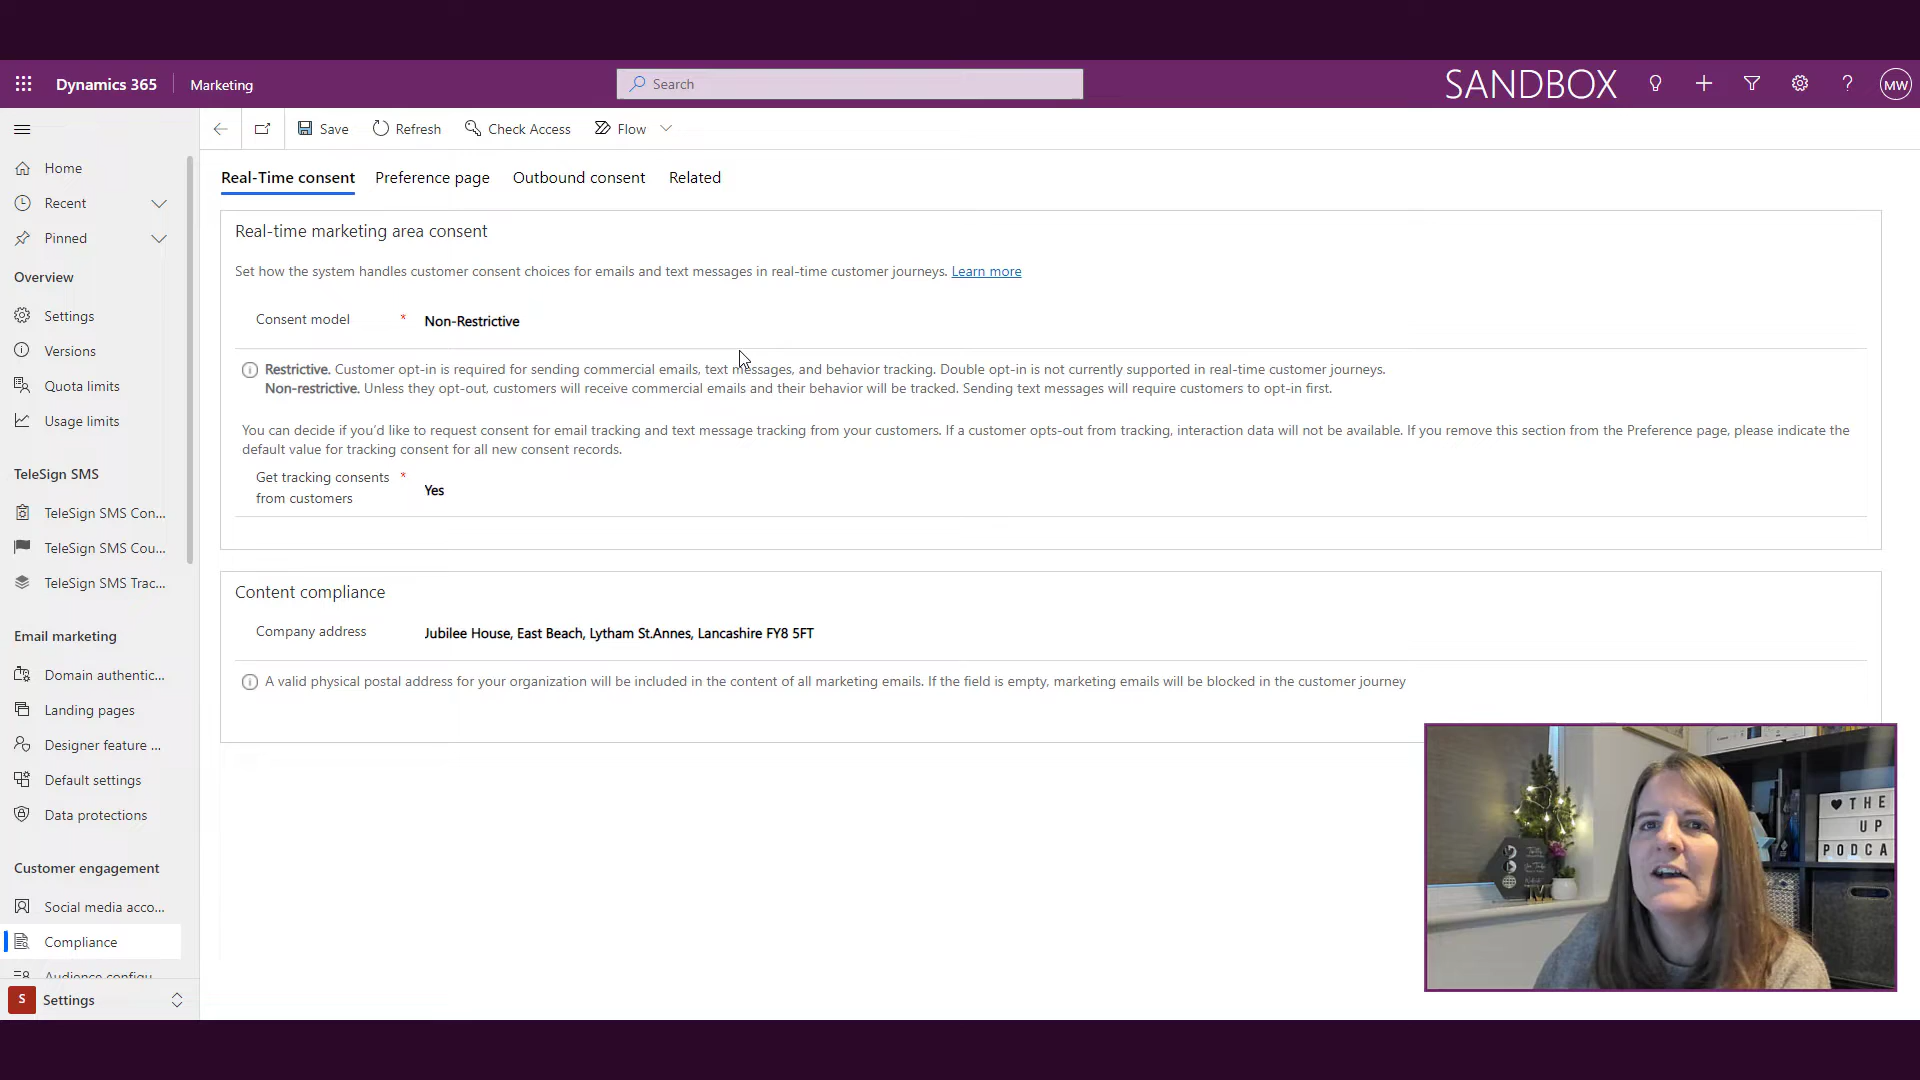 Dynamics 365
Marketing
Search
SANDBOX
MW
Save
Refresh
Check Access
Flow
Home
Recent
Pinned
Overview
Settings
Versions
Quota limits
Usage limits
TeleSign SMS
TeleSign SMS Con...
TeleSign SMS Cou...
TeleSign SMS Trac...
Email marketing
Domain authentic...
Landing pages
Designer feature ...
Default settings
Data protections
Customer engagement
Social media acco...
Compliance
Audience configu
S Settings
Real-Time consent
Preference page
Outbound consent
Related
Real-time marketing area consent
Set how the system handles customer consent choices for emails and text messages in real-time customer journeys. Learn more
Consent model * Non-Restrictive
Restrictive. Customer opt-in is required for sending commercial emails, text messages, and behavior tracking. Double opt-in is not currently supported in real-time customer journeys.
Non-restrictive. Unless they opt-out, customers will receive commercial emails and their behavior will be tracked. Sending text messages will require customers to opt-in first.
You can decide if you'd like to request consent for email tracking and text message tracking from your customers. If a customer opts-out from tracking, interaction data will not be available. If you remove this section from the Preference page, please indicate the
default value for tracking consent for all new consent records.
Get tracking consents *
from customers
Yes
Content compliance
Company address Jubilee House, East Beach, Lytham St.Annes, Lancashire FY8 5FT
A valid physical postal address for your organization will be included in the content of all marketing emails. If the field is empty, marketing emails will be blocked in the customer journey
THE
UP
PODCA